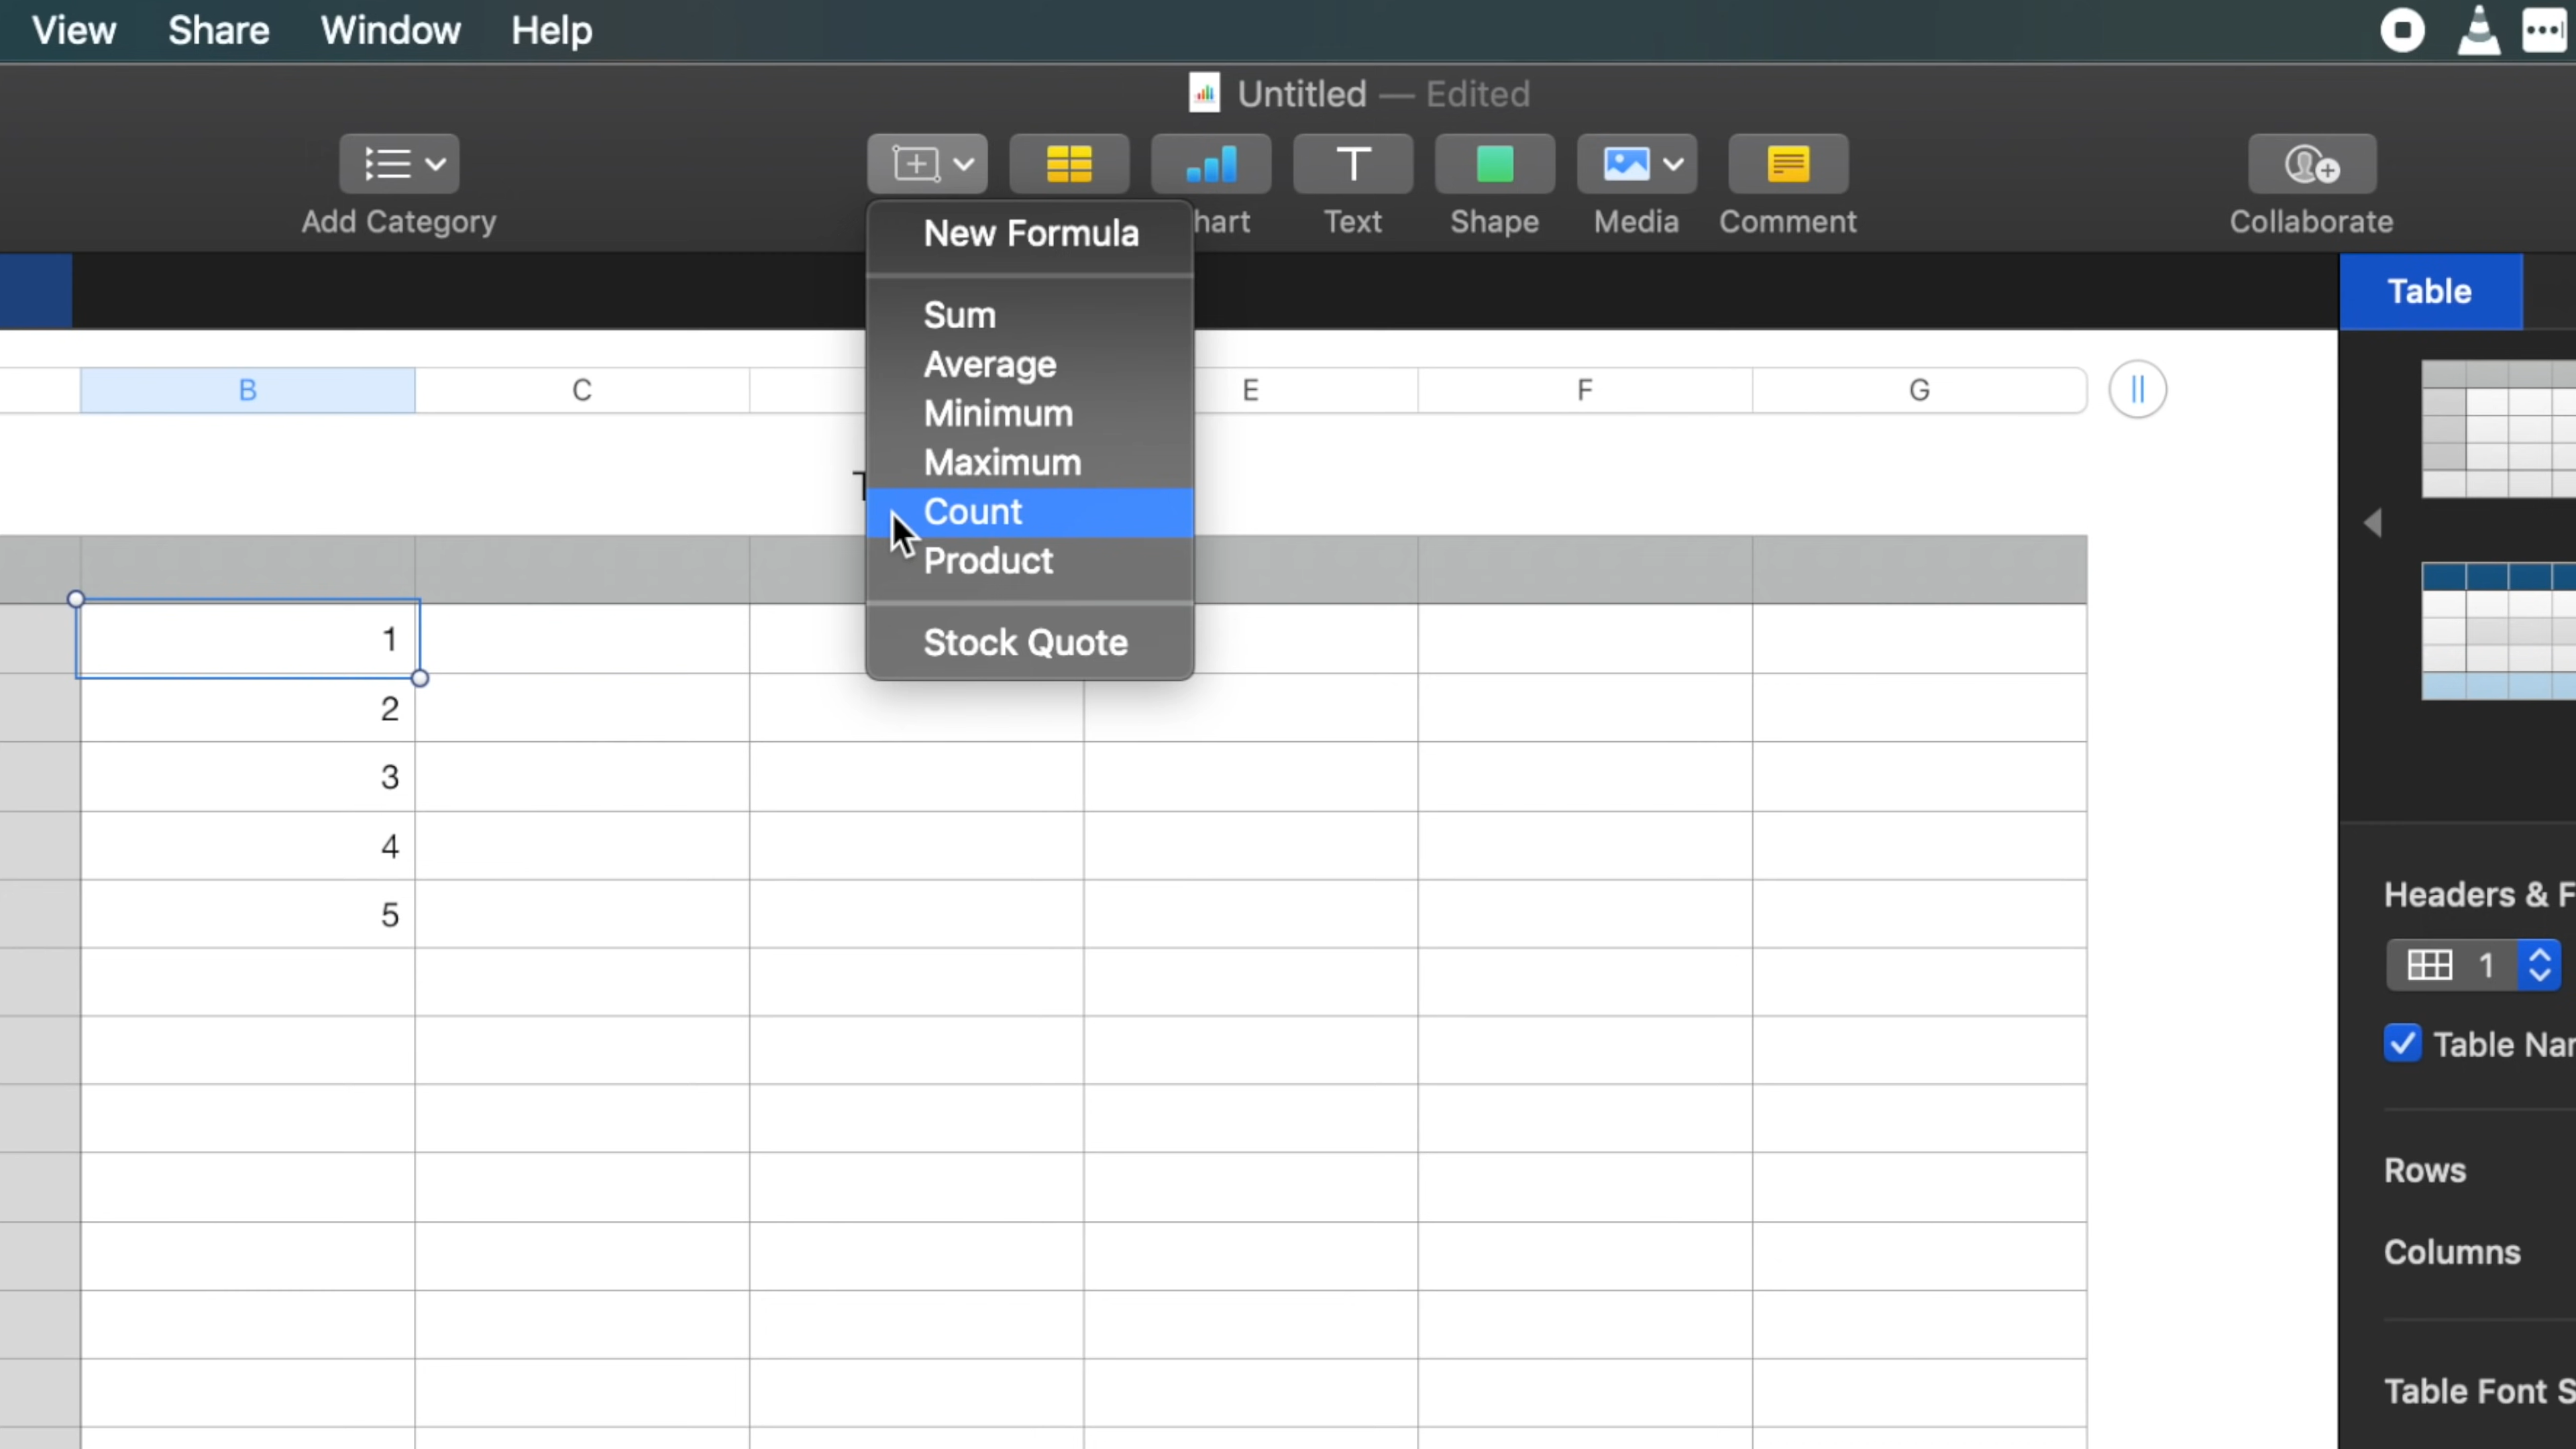 View Share Window Help
Untitled — Edited
Add Category
hart Text Shape Media Comment Collaborate
New Formula
Sum
Average
Minimum
Maximum
Count
Product
Stock Quote
Table
B C E F G
1
2
3
4
5
Headers & F
1
Table Nar
Rows
Columns
Table Font S